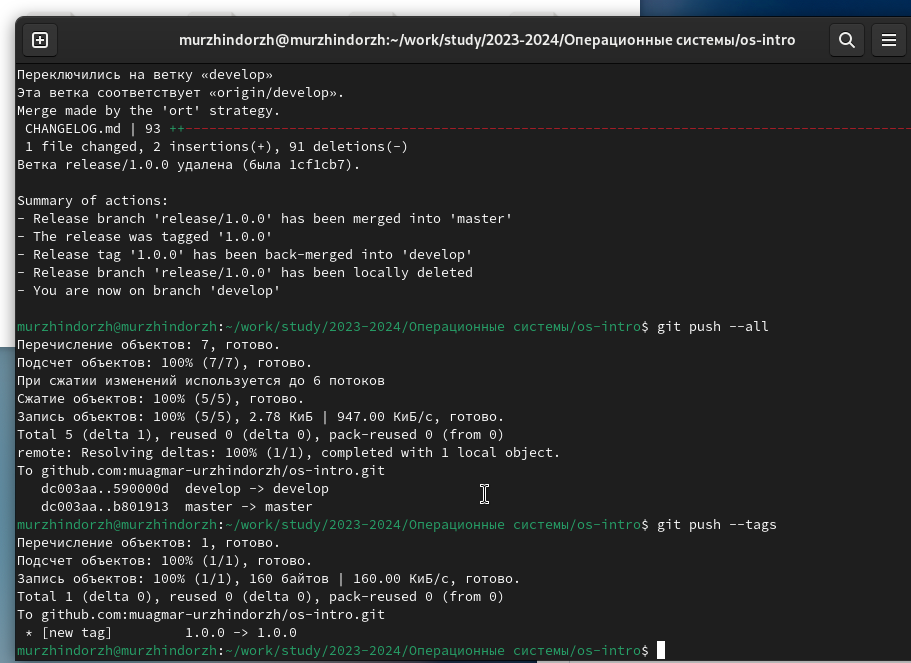 murzhindorzh@murzhindorzh:~/work/study/2023-2024/Операционные системы/os-intro
Переключились на ветку «develop»
Эта ветка соответствует «origin/develop».
Merge made by the 'ort' strategy.
 CHANGELOG.md | 93 ++---------------------------------------------------------------------------------------------
 1 file changed, 2 insertions(+), 91 deletions(-)
Ветка release/1.0.0 удалена (была 1cf1cb7).

Summary of actions:
- Release branch 'release/1.0.0' has been merged into 'master'
- The release was tagged '1.0.0'
- Release tag '1.0.0' has been back-merged into 'develop'
- Release branch 'release/1.0.0' has been locally deleted
- You are now on branch 'develop'

murzhindorzh@murzhindorzh:~/work/study/2023-2024/Операционные системы/os-intro$ git push --all
Перечисление объектов: 7, готово.
Подсчет объектов: 100% (7/7), готово.
При сжатии изменений используется до 6 потоков
Сжатие объектов: 100% (5/5), готово.
Запись объектов: 100% (5/5), 2.78 КиБ | 947.00 КиБ/с, готово.
Total 5 (delta 1), reused 0 (delta 0), pack-reused 0 (from 0)
remote: Resolving deltas: 100% (1/1), completed with 1 local object.
To github.com:muagmar-urzhindorzh/os-intro.git
   dc003aa..590000d  develop -> develop
   dc003aa..b801913  master -> master
murzhindorzh@murzhindorzh:~/work/study/2023-2024/Операционные системы/os-intro$ git push --tags
Перечисление объектов: 1, готово.
Подсчет объектов: 100% (1/1), готово.
Запись объектов: 100% (1/1), 160 байтов | 160.00 КиБ/с, готово.
Total 1 (delta 0), reused 0 (delta 0), pack-reused 0 (from 0)
To github.com:muagmar-urzhindorzh/os-intro.git
 * [new tag]         1.0.0 -> 1.0.0
murzhindorzh@murzhindorzh:~/work/study/2023-2024/Операционные системы/os-intro$